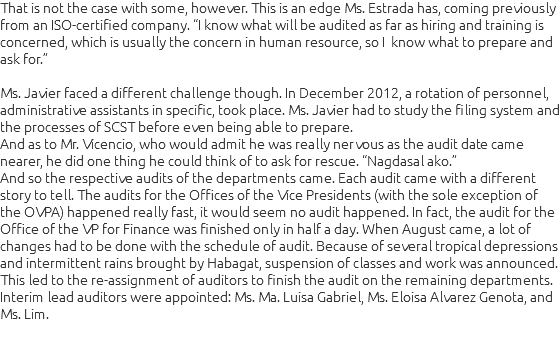 That is not the case with some, however. This is an edge Ms. Estrada has, coming previously
from an ISO-certified company. “I know what will be audited as far as hiring and training is
concerned, which is usually the concern in human resource, so I know what to prepare and
ask for.”
Ms. Javier faced a different challenge though. In December 2012, a rotation of personnel,
administrative assistants in specific, took place. Ms. Javier had to study the filing system and
the processes of SCST before even being able to prepare.
And as to Mr. Vicencio, who would admit he was really nervous as the audit date came
nearer, he did one thing he could think of to ask for rescue. “Nagdasal ako.”
And so the respective audits of the departments came. Each audit came with a different
story to tell. The audits for the Offices of the Vice Presidents (with the sole exception of
the OVPA) happened really fast, it would seem no audit happened. In fact, the audit for the
Office of the VP for Finance was finished only in half a day. When August came, a lot of
changes had to be done with the schedule of audit. Because of several tropical depressions
and intermittent rains brought by Habagat, suspension of classes and work was announced.
This led to the re-assignment of auditors to finish the audit on the remaining departments.
Interim lead auditors were appointed: Ms. Ma. Luisa Gabriel, Ms. Eloisa Alvarez Genota, and
Ms. Lim.